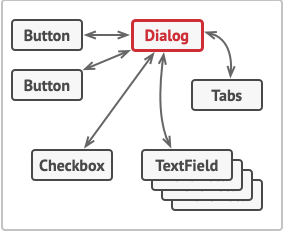 Button
Dialog
Button
Tabs
Checkbox
TextField